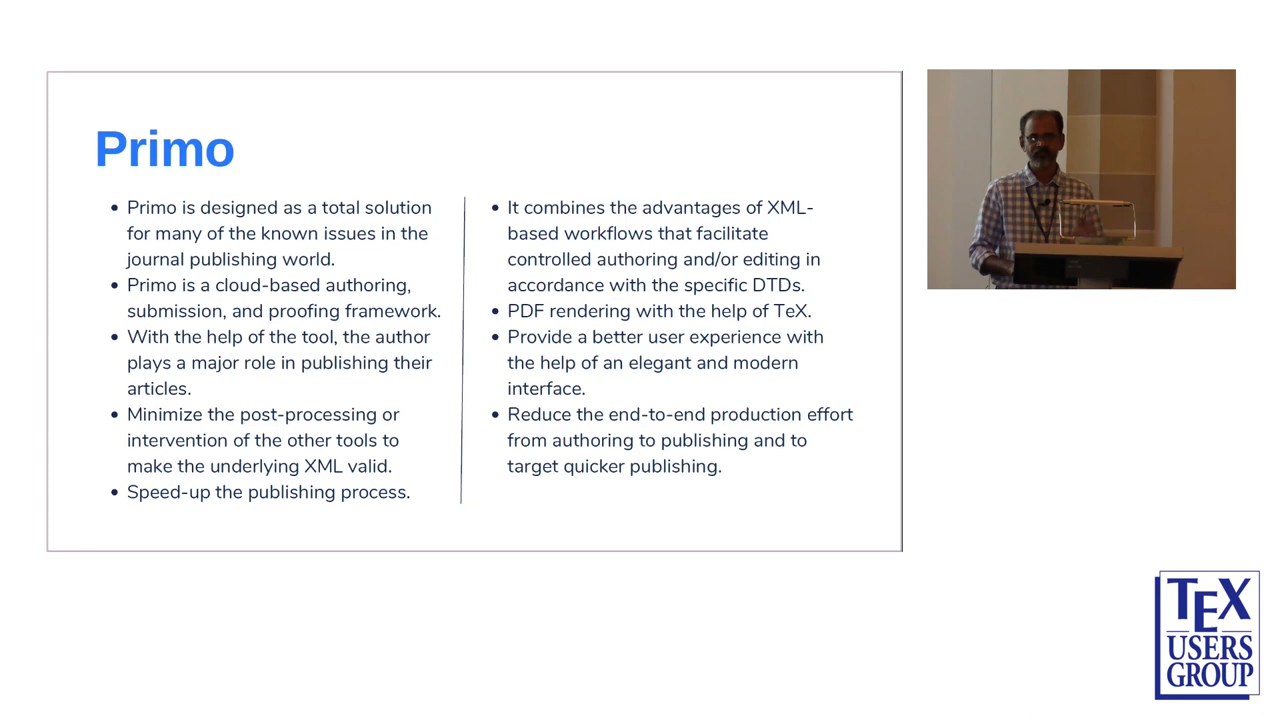 Primo
• Primo is designed as a total solution
for many of the known issues in the
journal publishing world.
• Primo is a cloud-based authoring,
submission, and proofing framework.
• With the help of the tool, the author
plays a major role in publishing their
articles.
• Minimize the post-processing or
intervention of the other tools to
make the underlying XML valid.
• Speed-up the publishing process.
• It combines the advantages of XML-
based workflows that facilitate
controlled authoring and/or editing in
accordance with the specific DTDs.
• PDF rendering with the help of TeX.
• Provide a better user experience with
the help of an elegant and modern
interface.
• Reduce the end-to-end production effort
from authoring to publishing and to
target quicker publishing.
TEX
USERS
GROUP